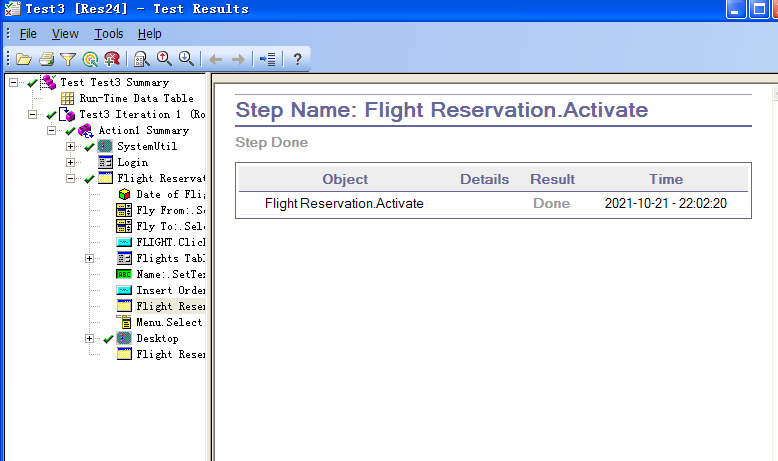 Test3 [Res24] - Test Results
File View Tools Help
Test Test3 Summary
Run-Time Data Table
Test3 Iteration 1 (Ro
Action1 Summary
SystemUtil
Login
Flight Reservat
Date of Fli
Fly From:.Se
Fly To:.Sele
FLIGHT.Click
Flights Tabl
ABC Name:.SetTex
Insert Orde
Flight Reser
Menu.Select
Desktop
Flight Reser
Step Name: Flight Reservation.Activate
Step Done
Object Details Result Time
Flight Reservation.Activate Done 2021-10-21 - 22:02:20